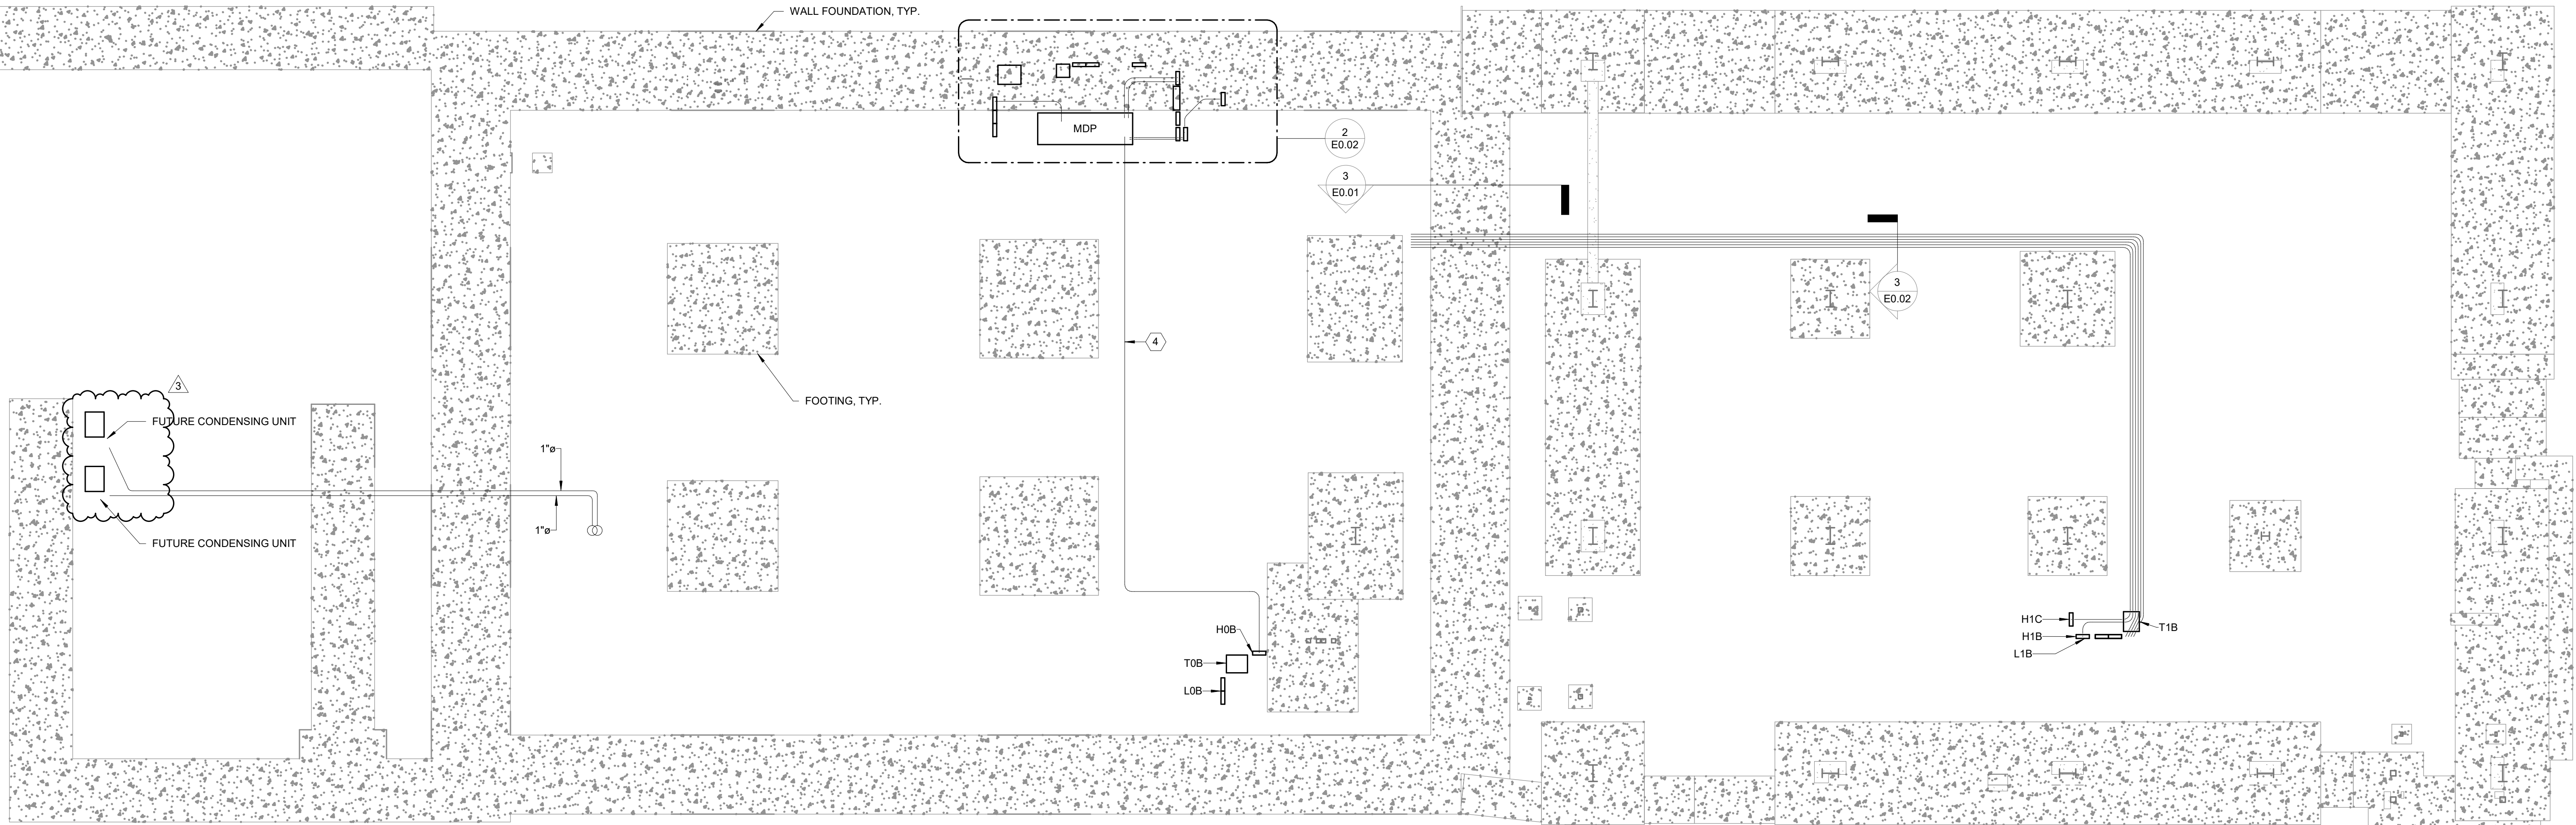 WALL FOUNDATION, TYP.
MDP
2
E0.02
3
E0.01
3
E0.02
4
FOOTING, TYP.
3
FUTURE CONDENSING UNIT
FUTURE CONDENSING UNIT
1"ø
1"ø
H0B
T0B
L0B
H1C
H1B
L1B
T1B